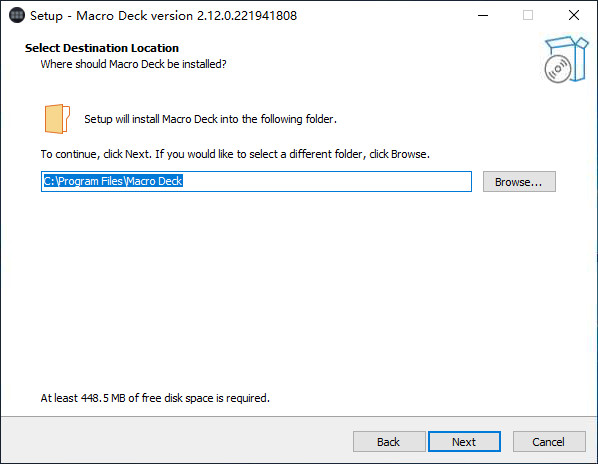 Setup - Macro Deck version 2.12.0.221941808
Select Destination Location
Where should Macro Deck be installed?
Setup will install Macro Deck into the following folder.
To continue, click Next. If you would like to select a different folder, click Browse.
C:\Program Files\Macro Deck
Browse...
At least 448.5 MB of free disk space is required.
Back
Next
Cancel